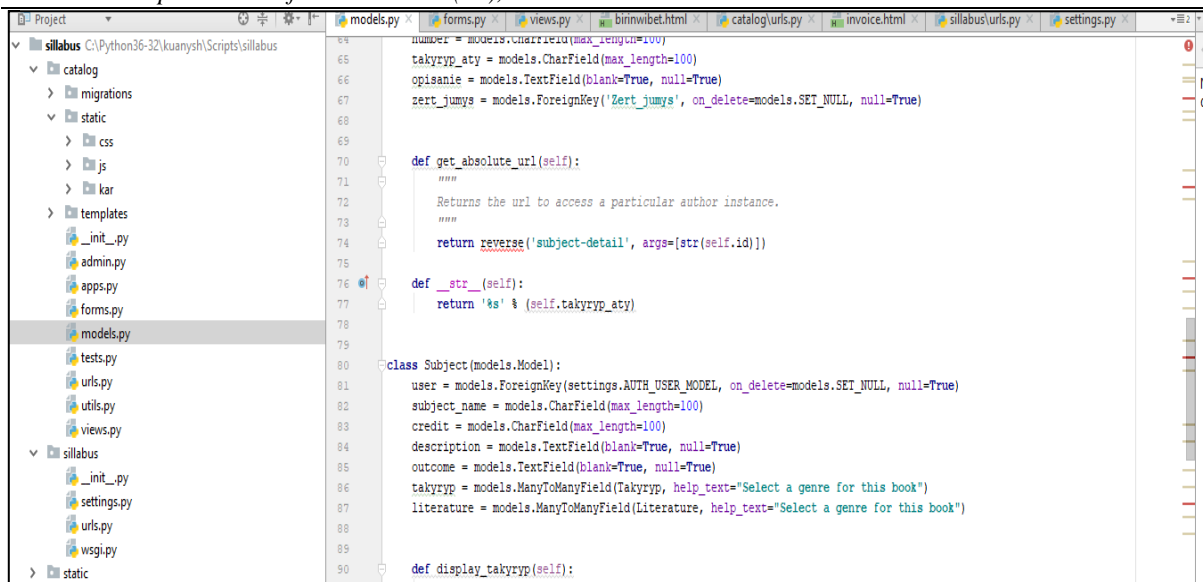 Project
models.py × forms.py × views.py × birinwibet.html × catalog\urls.py × invoice.html × sillabus\urls.py × settings.py ×
sillabus C:\Python36-32\kuanysh\Scripts\sillabus
catalog
migrations
static
css
js
kar
templates
__init__.py
admin.py
apps.py
forms.py
models.py
tests.py
urls.py
utils.py
views.py
sillabus
__init__.py
settings.py
urls.py
wsgi.py
static
64 number = models.CharField(max_length=100)
65 takyryp_aty = models.CharField(max_length=100)
66 opisanie = models.TextField(blank=True, null=True)
67 zert_jumys = models.ForeignKey('Zert_jumys', on_delete=models.SET_NULL, null=True)
68
69
70 def get_absolute_url(self):
71 """
72 Returns the url to access a particular author instance.
73 """
74 return reverse('subject-detail', args=[str(self.id)])
75
76 def __str__(self):
77 return '%s' % (self.takyryp_aty)
78
79
80 class Subject(models.Model):
81 user = models.ForeignKey(settings.AUTH_USER_MODEL, on_delete=models.SET_NULL, null=True)
82 subject_name = models.CharField(max_length=100)
83 credit = models.CharField(max_length=100)
84 description = models.TextField(blank=True, null=True)
85 outcome = models.TextField(blank=True, null=True)
86 takyryp = models.ManyToManyField(Takyryp, help_text="Select a genre for this book")
87 literature = models.ManyToManyField(Literature, help_text="Select a genre for this book")
88
89
90 def display_takyryp(self):